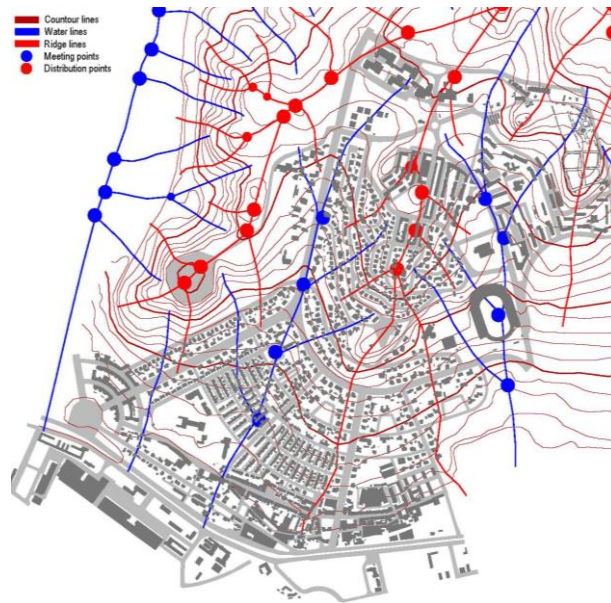 Countour lines
Water lines
Ridge lines
Meeting points
Distribution points